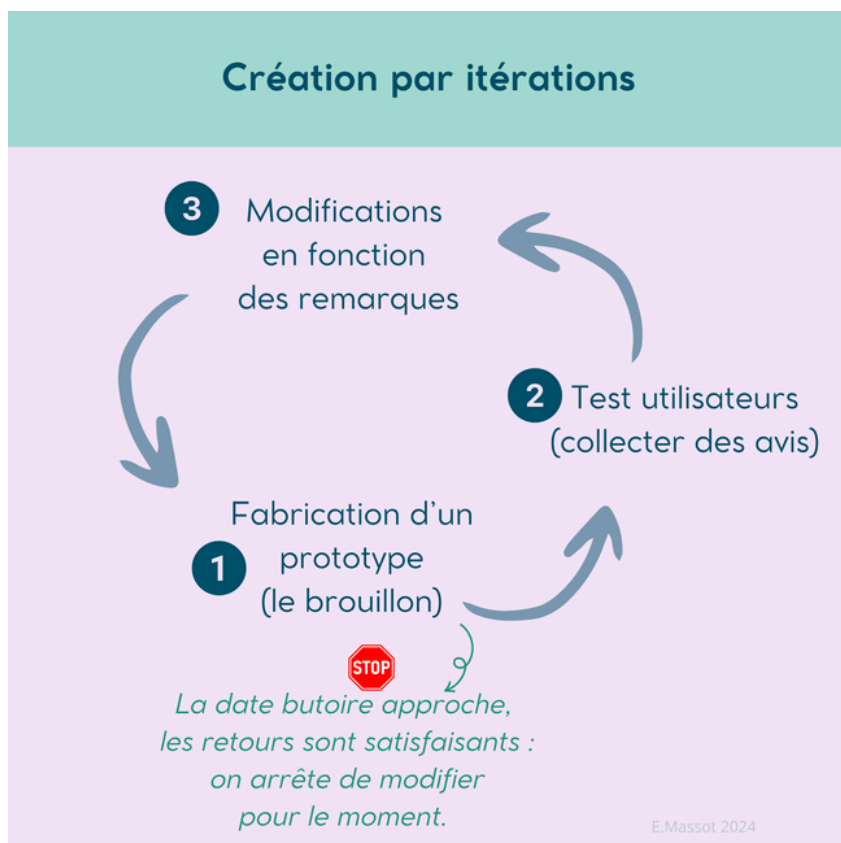 Création par itérations
3
Modifications
en fonction
des remarques
2
Test utilisateurs
(collecter des avis)
Fabrication d'un
1
prototype
(le brouillon)
STOP
La date butoire approche,
les retours sont satisfaisants :
on arrête de modifier
pour le moment.
E.Massot 2024